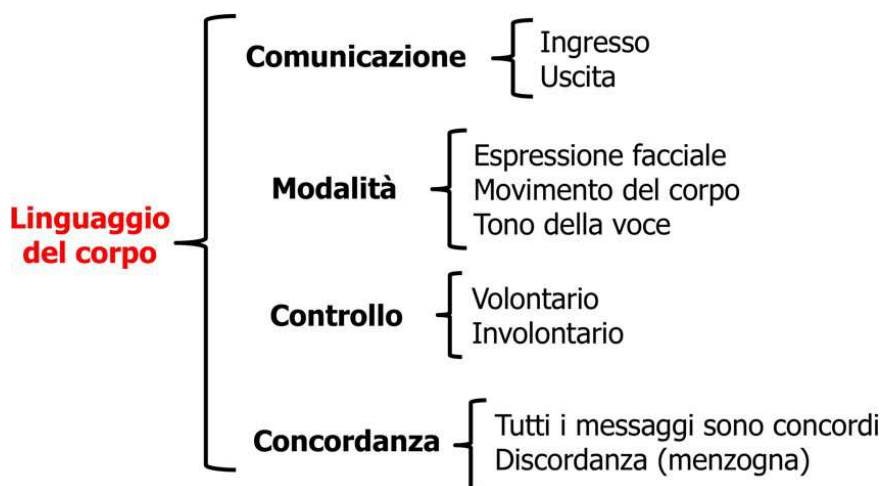 Linguaggio
del corpo
Comunicazione
Ingresso
Uscita
Modalità
Espressione facciale
Movimento del corpo
Tono della voce
Controllo
Volontario
Involontario
Concordanza
Tutti i messaggi sono concordi
Discordanza (menzogna)